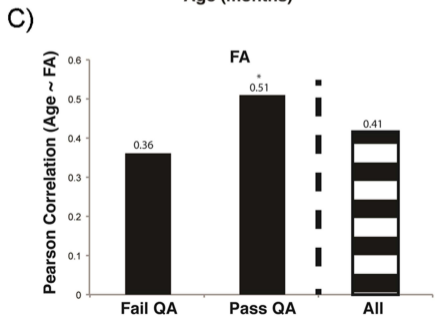 Age (months)
C)
FA
Pearson Correlation (Age ~ FA)
0.6
0.5
0.4
0.3
0.2
0.1
0
0.36
*
0.51
0.41
Fail QA
Pass QA
All